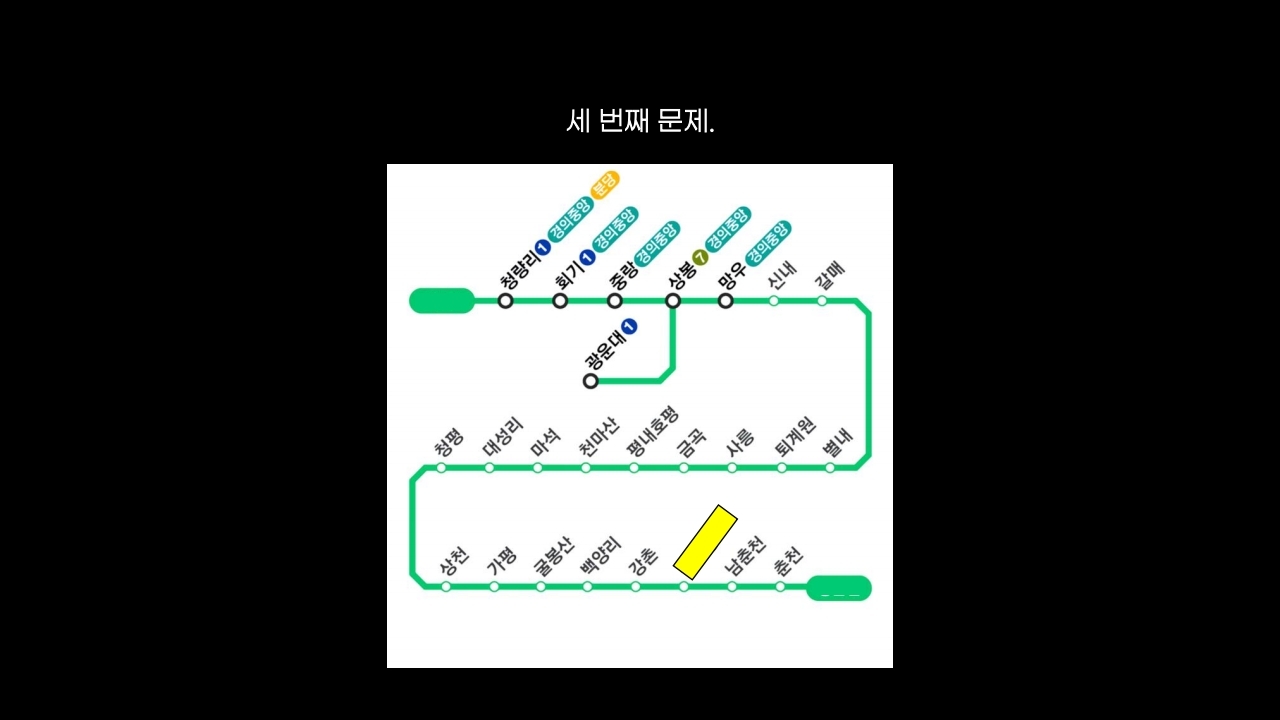 세 번째 문제.
청량리 1 경의중앙 분당
회기 1 경의중앙
중랑 경의중앙
상봉 7 경의중앙
망우 경의중앙
신내
갈매
광운대 1
청평
대성리
마석
천마산
평내호평
금곡
사릉
퇴계원
별내
상천
가평
굴봉산
백양리
강촌
남춘천
춘천